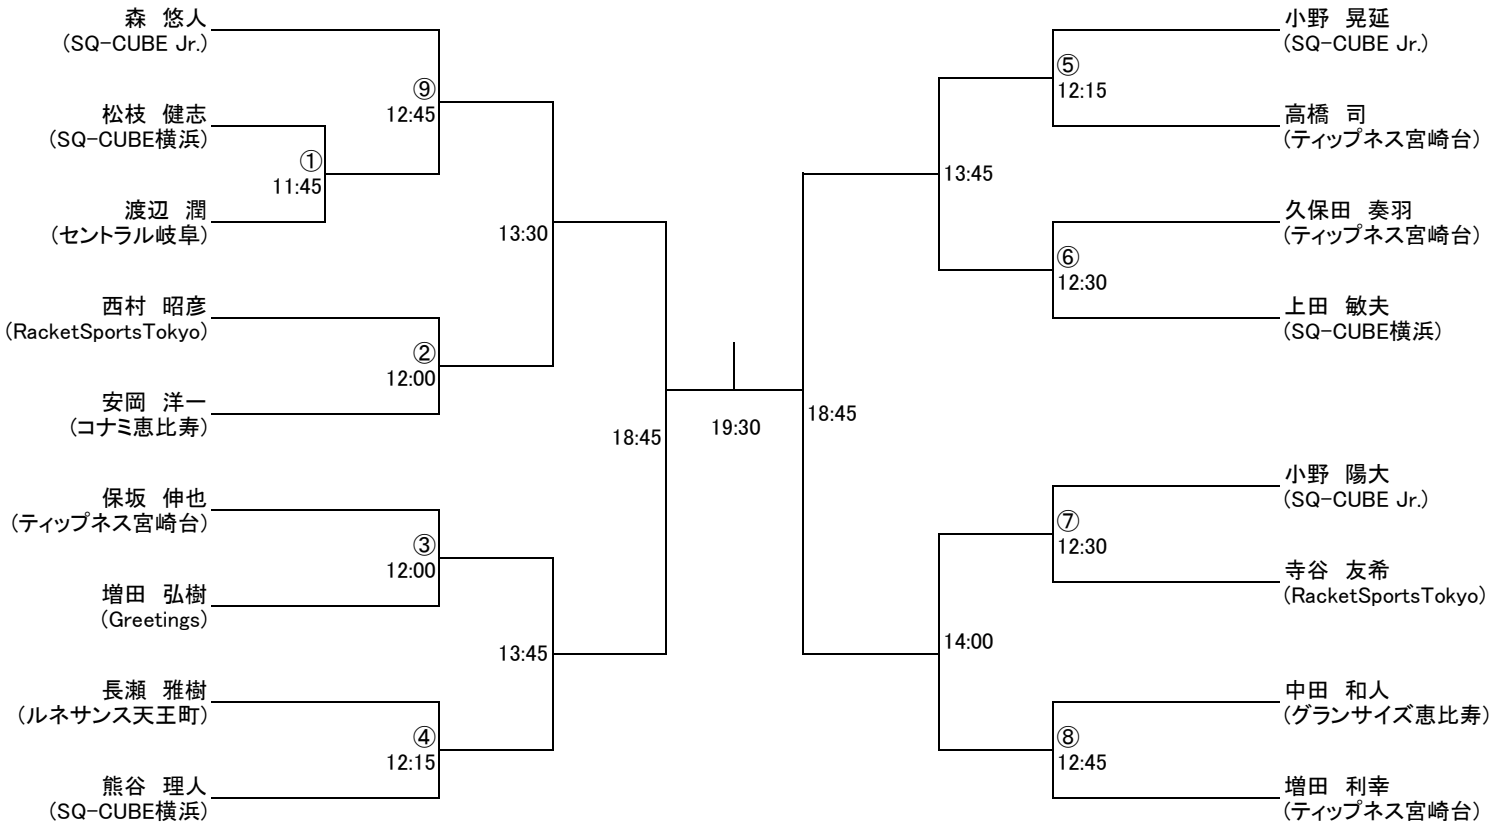 森　悠人
(SQ-CUBE Jr.)
⑨
12:45
松枝　健志
(SQ-CUBE横浜)
①
11:45
渡辺　潤
(セントラル岐阜)
13:30
西村　昭彦
(RacketSportsTokyo)
②
12:00
安岡　洋一
(コナミ恵比寿)
18:45
保坂　伸也
(ティップネス宮崎台)
③
12:00
増田　弘樹
(Greetings)
13:45
長瀬　雅樹
(ルネサンス天王町)
④
12:15
熊谷　理人
(SQ-CUBE横浜)
19:30
小野　晃延
(SQ-CUBE Jr.)
⑤
12:15
高橋　司
(ティップネス宮崎台)
13:45
久保田　奏羽
(ティップネス宮崎台)
⑥
12:30
上田　敏夫
(SQ-CUBE横浜)
18:45
小野　陽大
(SQ-CUBE Jr.)
⑦
12:30
寺谷　友希
(RacketSportsTokyo)
14:00
中田　和人
(グランサイズ恵比寿)
⑧
12:45
増田　利幸
(ティップネス宮崎台)